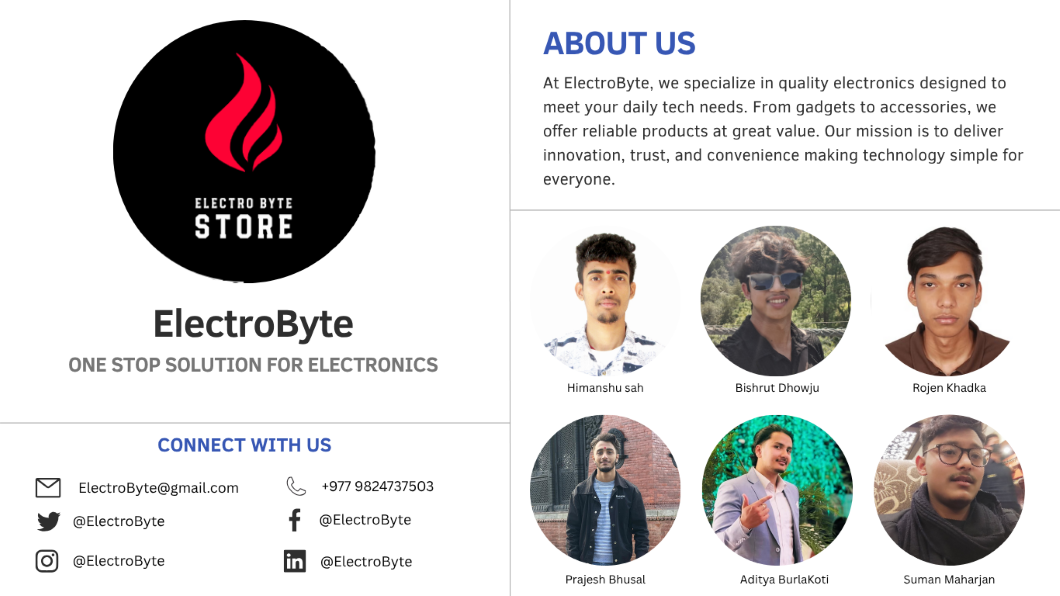 ELECTRO BYTE
STORE
ElectroByte
ONE STOP SOLUTION FOR ELECTRONICS
CONNECT WITH US
ElectroByte@gmail.com
+977 9824737503
@ElectroByte
@ElectroByte
@ElectroByte
@ElectroByte
ABOUT US
At ElectroByte, we specialize in quality electronics designed to
meet your daily tech needs. From gadgets to accessories, we
offer reliable products at great value. Our mission is to deliver
innovation, trust, and convenience making technology simple for
everyone.
Himanshu sah
Bishrut Dhowju
Rojen Khadka
Prajesh Bhusal
Aditya BurlaKoti
Suman Maharjan